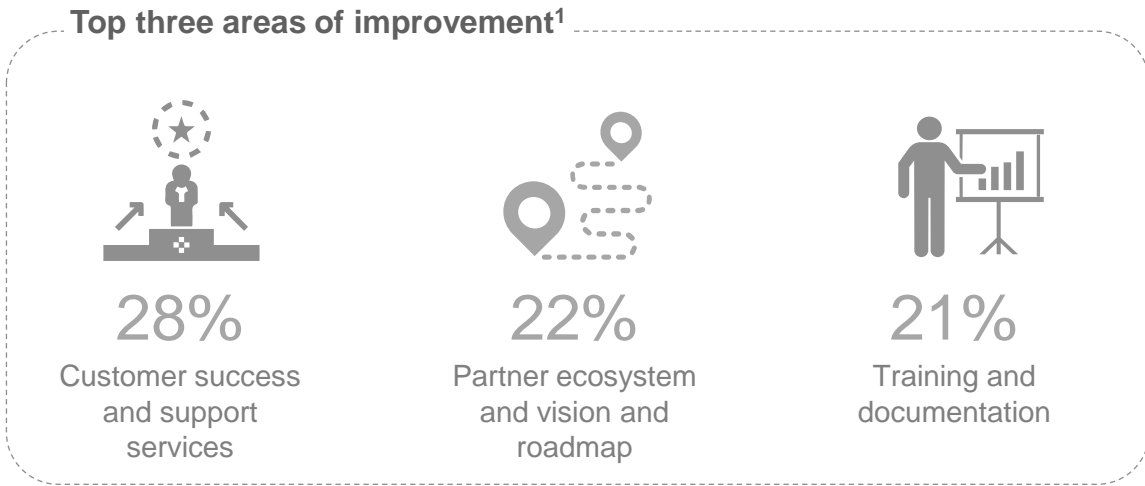 Top three areas of improvement¹
28%
Customer success
and support
services
22%
Partner ecosystem
and vision and
roadmap
21%
Training and
documentation